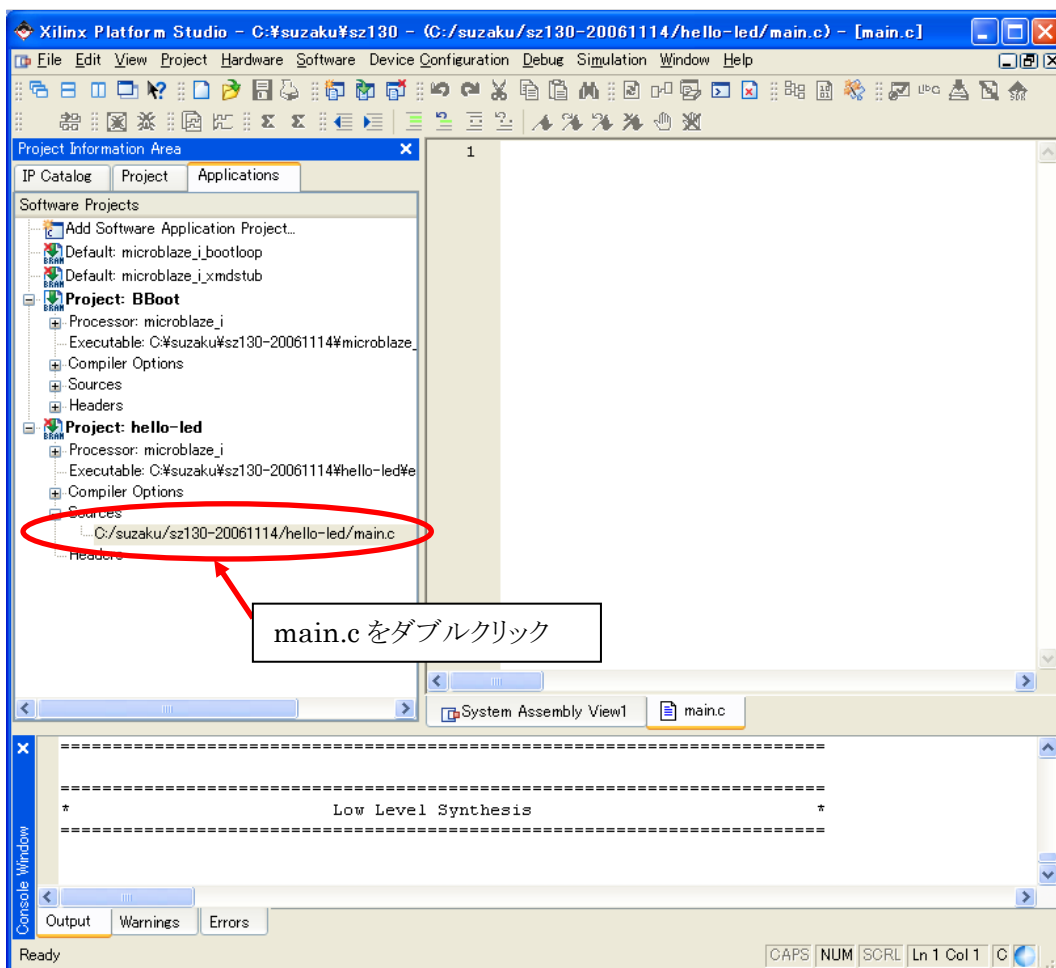 Xilinx Platform Studio - C:¥suzaku¥sz130 - (C:/suzaku/sz130-20061114/hello-led/main.c) - [main.c]
File Edit View Project Hardware Software Device Configuration Debug Simulation Window Help
Project Information Area
IP Catalog Project Applications
Software Projects
Add Software Application Project...
Default: microblaze_i_bootloop
Default: microblaze_i_xmdstub
Project: BBoot
Processor: microblaze_i
Executable: C:¥suzaku¥sz130-20061114¥microblaze_
Compiler Options
Sources
Headers
Project: hello-led
Processor: microblaze_i
Executable: C:¥suzaku¥sz130-20061114¥hello-led¥e
Compiler Options
Sources
C:/suzaku/sz130-20061114/hello-led/main.c
Headers
1
main.c をダブルクリック
System Assembly View1 main.c
=========================================================================
=========================================================================
* Low Level Synthesis *
=========================================================================
Console Window
Output Warnings Errors
Ready CAPS NUM SCRL Ln 1 Col 1 C